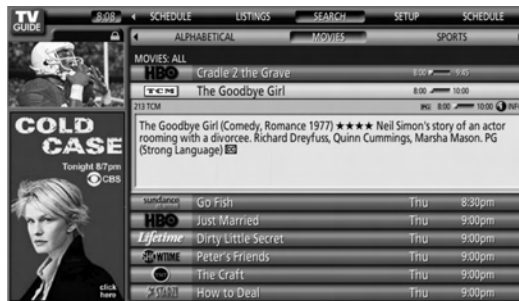 TV GUIDE
8:08 SCHEDULE LISTINGS SEARCH SETUP SCHEDULE
ALPHABETICAL MOVIES SPORTS
MOVIES: ALL
HBO Cradle 2 the Grave 8:00 9:45
TCM The Goodbye Girl 8:00 10:00
213 TCM 8:00 10:00 INF
The Goodbye Girl (Comedy, Romance 1977) ★★★★ Neil Simon's story of an actor
rooming with a divorcee. Richard Dreyfuss, Quinn Cummings, Marsha Mason. PG
(Strong Language)
sundance Go Fish Thu 8:30pm
HBO Just Married Thu 9:00pm
Lifetime Dirty Little Secret Thu 9:00pm
SHOWTIME Peter's Friends Thu 9:00pm
The Craft Thu 9:00pm
STARZ! How to Deal Thu 9:00pm
COLD
CASE
Tonight 8/7pm
CBS
click
here